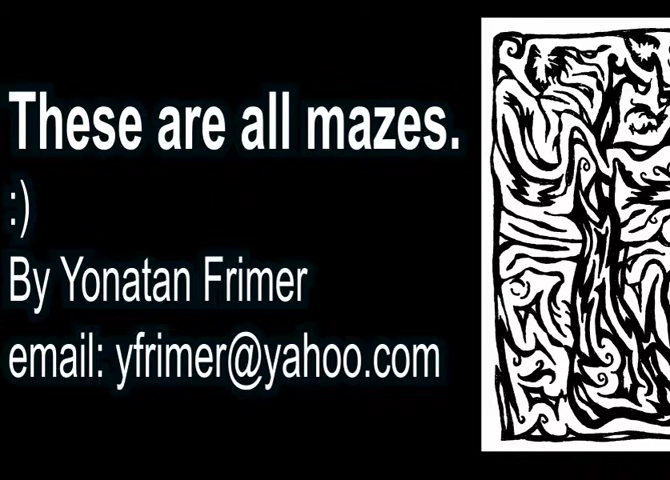 These are all mazes.
:)
By Yonatan Frimer
email: yfrimer@yahoo.com